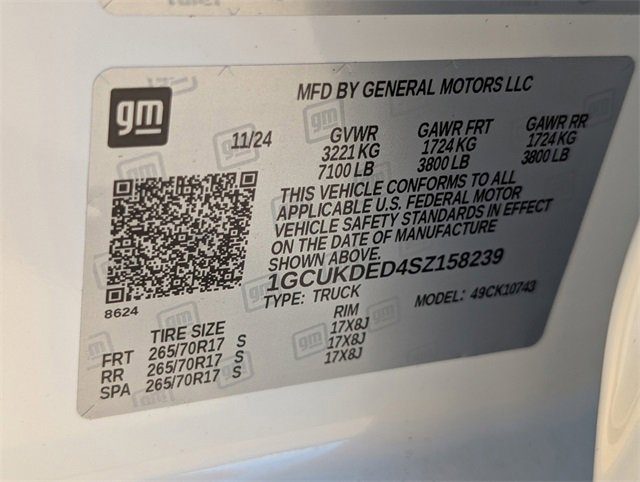 gm
MFD BY GENERAL MOTORS LLC
11/24
GVWR GAWR FRT GAWR RR
3221 KG 1724 KG 1724 KG
7100 LB 3800 LB 3800 LB
THIS VEHICLE CONFORMS TO ALL
APPLICABLE U.S. FEDERAL MOTOR
VEHICLE SAFETY STANDARDS IN EFFECT
ON THE DATE OF MANUFACTURE
SHOWN ABOVE.
1GCUKDED4SZ158239
8624
TYPE: TRUCK MODEL: 49CK10743
TIRE SIZE RIM
FRT 265/70R17 S 17X8J
RR 265/70R17 S 17X8J
SPA 265/70R17 S 17X8J